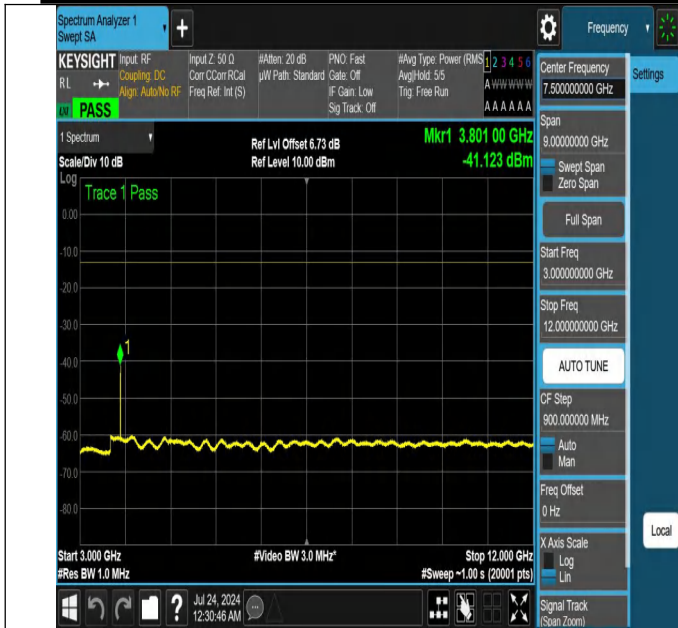 Spectrum Analyzer 1
Swept SA
+
Frequency
KEYSIGHT
RL
PASS
Input: RF
Coupling: DC
Align: Auto/No RF
Input Z: 50 Ω
Corr CCorr RCal
Freq Ref: Int (S)
#Atten: 20 dB
µW Path: Standard
PNO: Fast
Gate: Off
IF Gain: Low
Sig Track: Off
#Avg Type: Power (RMS
Avg|Hold: 5/5
Trig: Free Run
1 2 3 4 5 6
A W W W W W
A A A A A A
Center Frequency
7.500000000 GHz
Settings
1 Spectrum
Scale/Div 10 dB
Ref Lvl Offset 6.73 dB
Ref Level 10.00 dBm
Mkr1 3.801 00 GHz
-41.123 dBm
Span
9.00000000 GHz
Swept Span
Zero Span
Full Span
Start Freq
3.000000000 GHz
Stop Freq
12.000000000 GHz
AUTO TUNE
CF Step
900.000000 MHz
Auto
Man
Freq Offset
0 Hz
X Axis Scale
Log
Lin
Signal Track
(Span Zoom)
Local
Log
Trace 1 Pass
0.00
-10.0
-20.0
-30.0
1
-40.0
-50.0
-60.0
-70.0
-80.0
Start 3.000 GHz
#Res BW 1.0 MHz
#Video BW 3.0 MHz*
Stop 12.000 GHz
#Sweep ~1.00 s (20001 pts)
?
Jul 24, 2024
12:30:46 AM